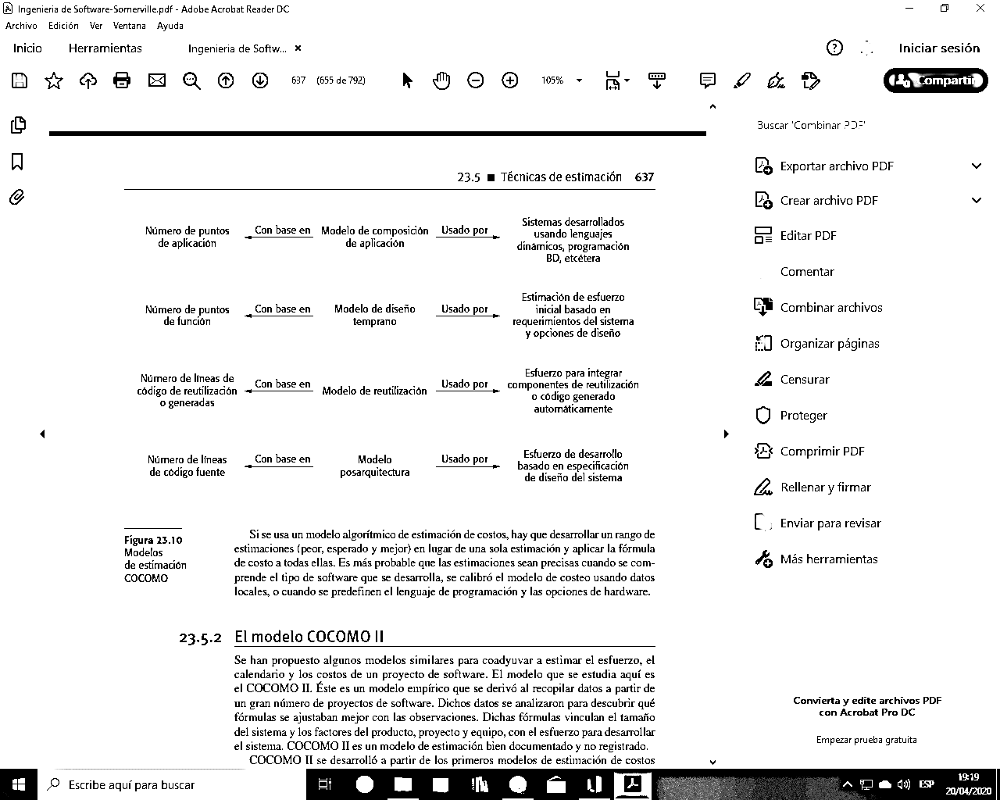 Ingenieria de Software-Somerville.pdf - Adobe Acrobat Reader DC
Archivo Edición Ver Ventana Ayuda
Inicio Herramientas Ingenieria de Softw... ×
Iniciar sesión
637 (655 de 792)
105%
Compartir
23.5 ■ Técnicas de estimación 637
Número de puntos
de aplicación
Con base en
Modelo de composición
de aplicación
Usado por
Sistemas desarrollados
usando lenguajes
dinámicos, programación
BD, etcétera
Número de puntos
de función
Con base en
Modelo de diseño
temprano
Usado por
Estimación de esfuerzo
inicial basado en
requerimientos del sistema
y opciones de diseño
Número de líneas de
código de reutilización
o generadas
Con base en
Modelo de reutilización
Usado por
Esfuerzo para integrar
componentes de reutilización
o código generado
automáticamente
Número de líneas
de código fuente
Con base en
Modelo
posarquitectura
Usado por
Esfuerzo de desarrollo
basado en especificación
de diseño del sistema
Figura 23.10
Modelos
de estimación
COCOMO
Si se usa un modelo algorítmico de estimación de costos, hay que desarrollar un rango de
estimaciones (peor, esperado y mejor) en lugar de una sola estimación y aplicar la fórmula
de costo a todas ellas. Es más probable que las estimaciones sean precisas cuando se com-
prende el tipo de software que se desarrolla, se calibró el modelo de costeo usando datos
locales, o cuando se predefinen el lenguaje de programación y las opciones de hardware.
23.5.2 El modelo COCOMO II
Se han propuesto algunos modelos similares para coadyuvar a estimar el esfuerzo, el
calendario y los costos de un proyecto de software. El modelo que se estudia aquí es
el COCOMO II. Éste es un modelo empírico que se derivó al recopilar datos a partir de
un gran número de proyectos de software. Dichos datos se analizaron para descubrir qué
fórmulas se ajustaban mejor con las observaciones. Dichas fórmulas vinculan el tamaño
del sistema y los factores del producto, proyecto y equipo, con el esfuerzo para desarrollar
el sistema. COCOMO II es un modelo de estimación bien documentado y no registrado.
COCOMO II se desarrolló a partir de los primeros modelos de estimación de costos
Buscar 'Combinar PDF'
Exportar archivo PDF
Crear archivo PDF
Editar PDF
Comentar
Combinar archivos
Organizar páginas
Censurar
Proteger
Comprimir PDF
Rellenar y firmar
Enviar para revisar
Más herramientas
Convierta y edite archivos PDF
con Acrobat Pro DC
Empezar prueba gratuita
Escribe aquí para buscar
ESP
19:19
20/04/2020